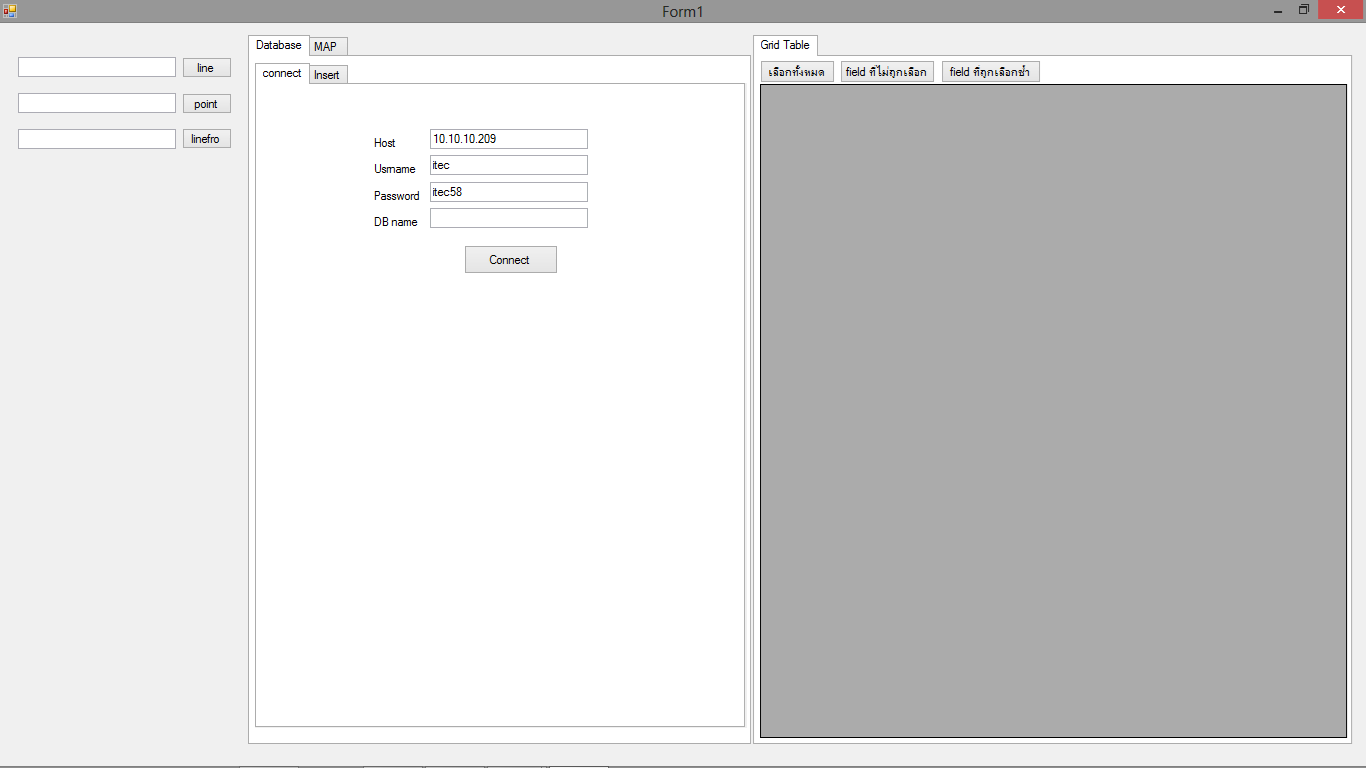 Form1
line
point
linefro
Database
MAP
connect
Insert
Host
10.10.10.209
Usrname
itec
Password
itec58
DB name
Connect
Grid Table
เลือกทั้งหมด
field ที่ไม่ถูกเลือก
field ที่ถูกเลือกซ้ำ